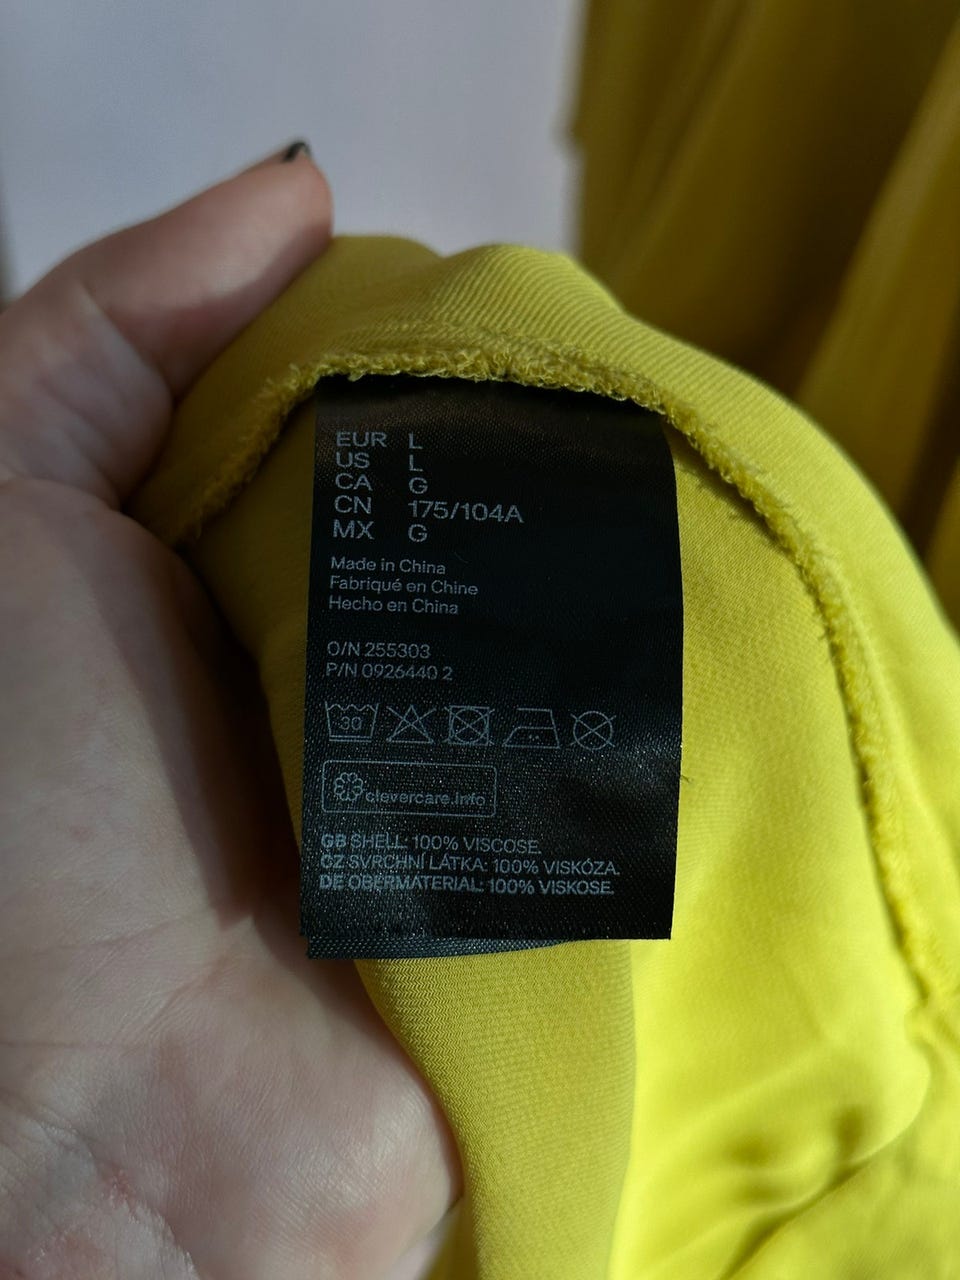 EUR L
US L
CA G
CN 175/104A
MX G
Made in China
Fabriqué en Chine
Hecho en China
O/N 255303
P/N 0926440 2
30
clevercare.info
GB SHELL: 100% VISCOSE.
CZ SVRCHNÍ LÁTKA: 100% VISKÓZA.
DE OBERMATERIAL: 100% VISKOSE.